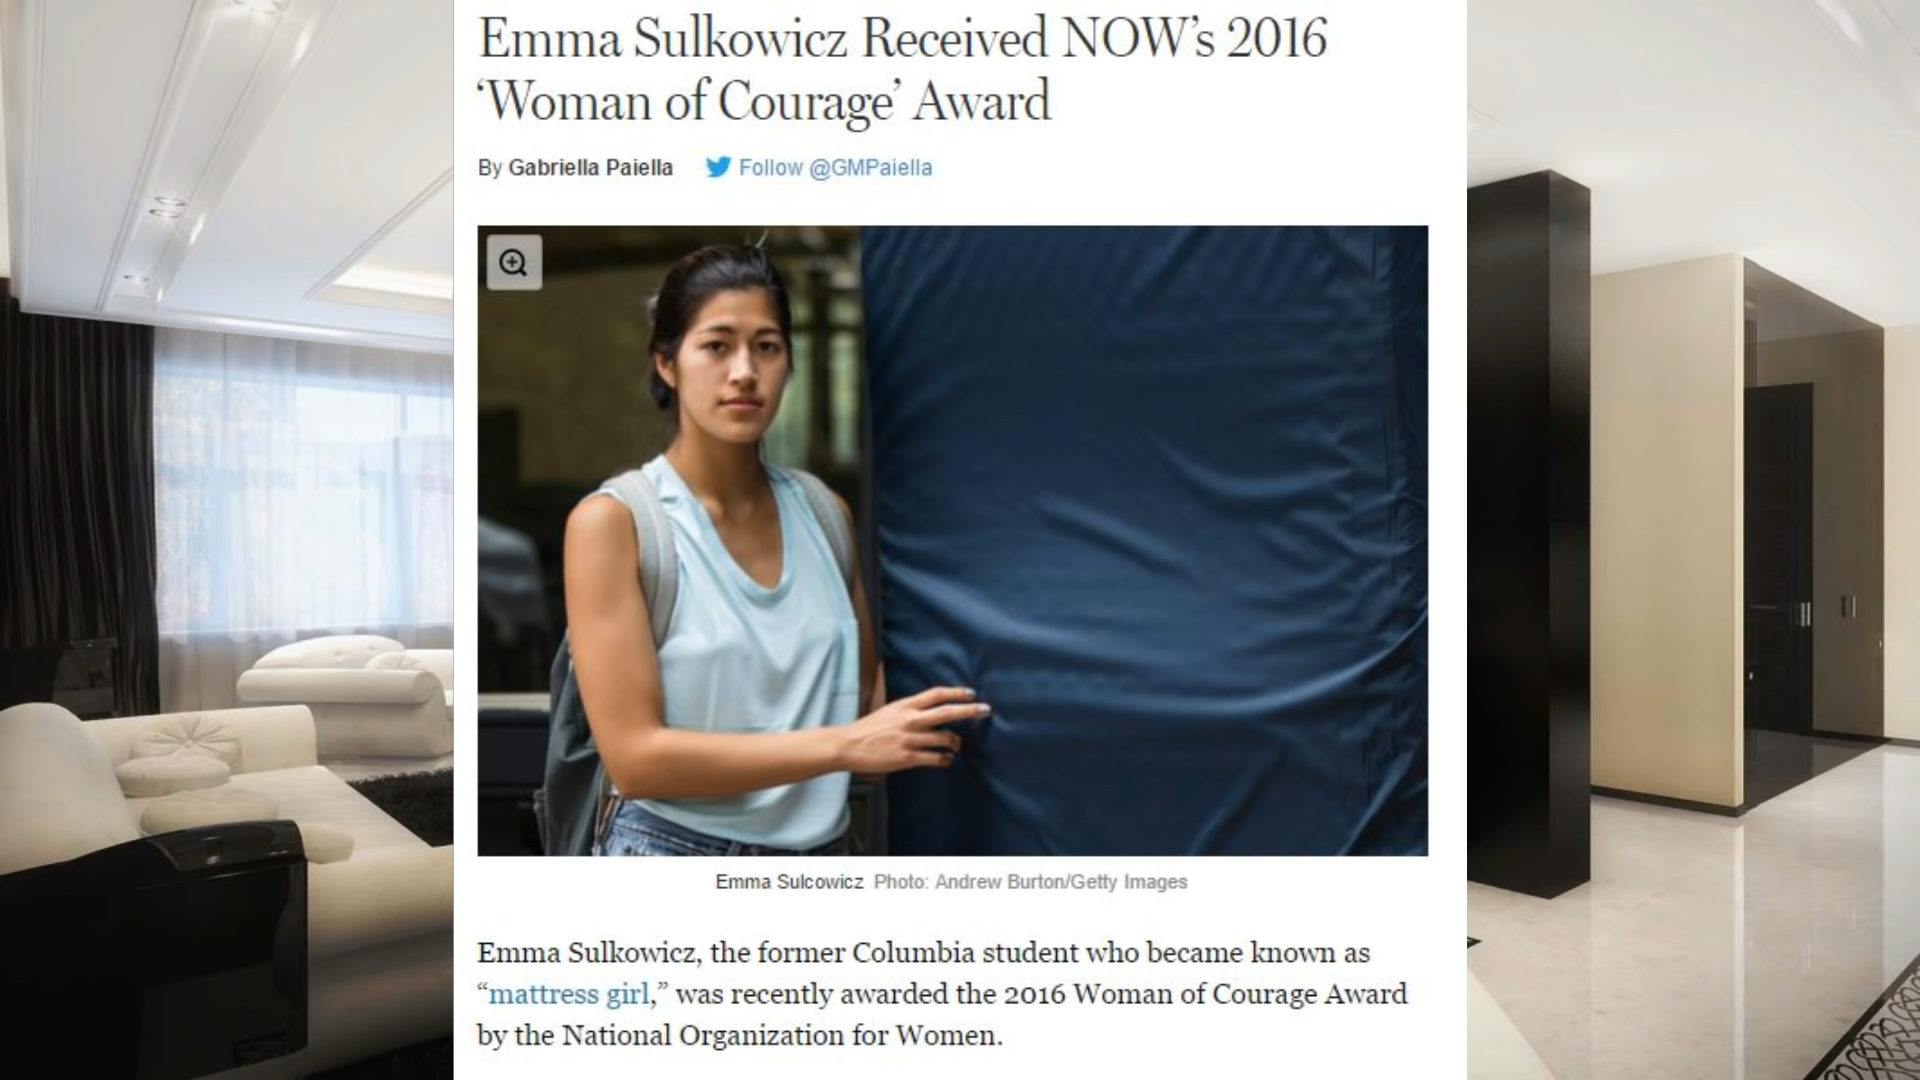 Emma Sulkowicz Received NOW’s 2016
‘Woman of Courage’ Award
By Gabriella Paiella Follow @GMPaiella
Emma Sulcowicz Photo: Andrew Burton/Getty Images
Emma Sulkowicz, the former Columbia student who became known as
“mattress girl,” was recently awarded the 2016 Woman of Courage Award
by the National Organization for Women.